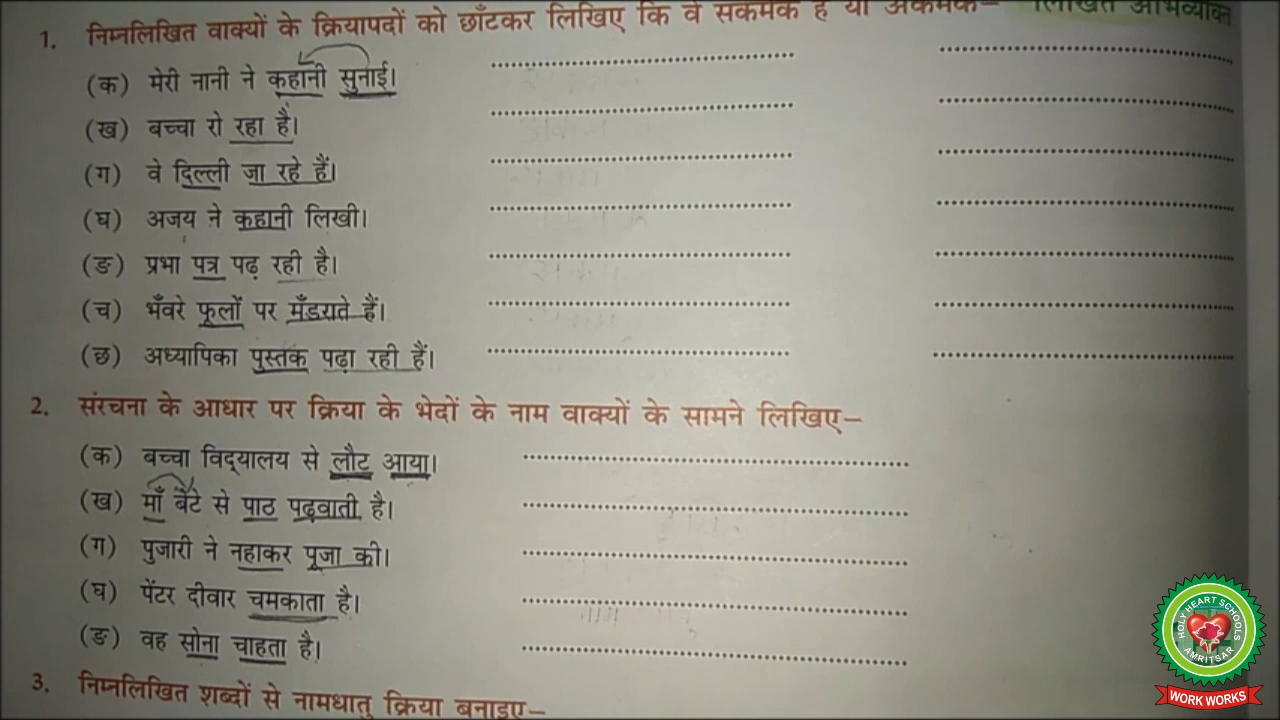 1. निम्नलिखित वाक्यों के क्रियापदों को छाँटकर लिखिए कि वे सकर्मक हैं या अकर्मक– लिखित अभिव्यक्ति
(क) मेरी नानी ने कहानी सुनाई। ........ ........
(ख) बच्चा रो रहा है। ........ ........
(ग) वे दिल्ली जा रहे हैं। ........ ........
(घ) अजय ने कहानी लिखी। ........ ........
(ङ) प्रभा पत्र पढ़ रही है। ........ ........
(च) भँवरे फूलों पर मँडराते हैं। ........ ........
(छ) अध्यापिका पुस्तक पढ़ा रही हैं। ........ ........
2. संरचना के आधार पर क्रिया के भेदों के नाम वाक्यों के सामने लिखिए–
(क) बच्चा विद्यालय से लौट आया। ........
(ख) माँ बेटे से पाठ पढ़वाती है। ........
(ग) पुजारी ने नहाकर पूजा की। ........
(घ) पेंटर दीवार चमकाता है। ........
(ङ) वह सोना चाहता है। ........
3. निम्नलिखित शब्दों से नामधातु क्रिया बनाइए–
HOLY HEART SCHOOLS
AMRITSAR
WORK WORKS